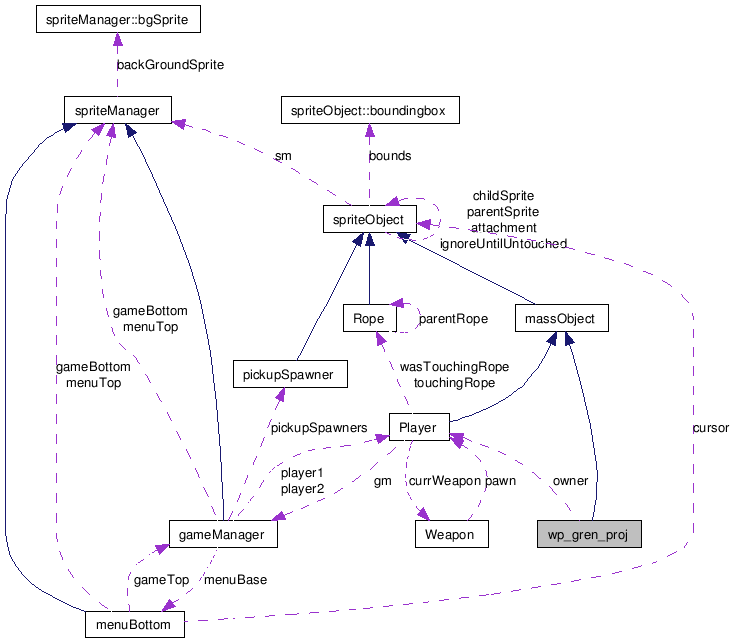 spriteManager::bgSprite
backGroundSprite
spriteManager
spriteObject::boundingbox
sm
bounds
childSprite
parentSprite
attachment
ignoreUntilUntouched
spriteObject
gameBottom
menuTop
Rope
parentRope
massObject
gameBottom
menuTop
pickupSpawner
wasTouchingRope
touchingRope
pickupSpawners
Player
cursor
player1
player2
gm
currWeapon
pawn
owner
gameManager
Weapon
wp_gren_proj
gameTop
menuBase
menuBottom